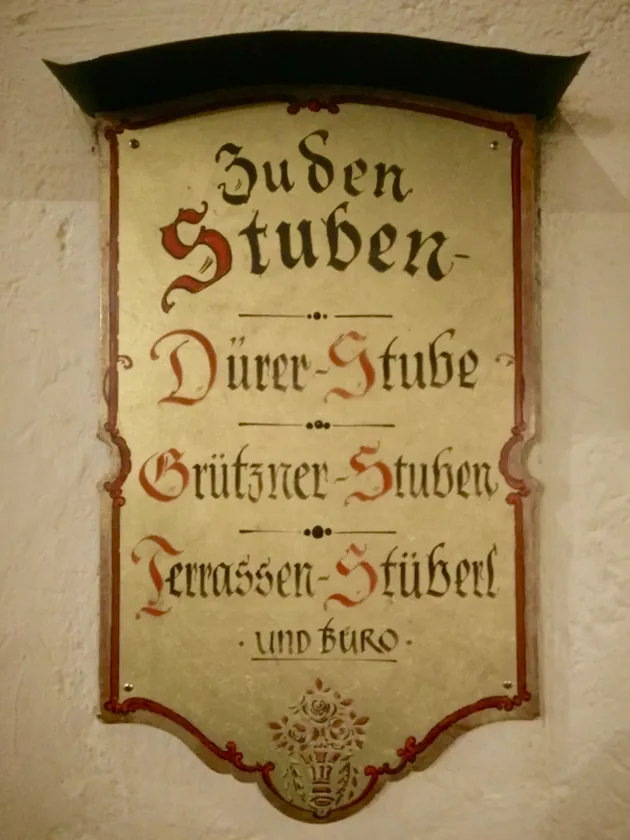 Zu den
Stuben-
Dürer-Stube
Grützner-Stuben
Terrassen-Stüberl
· UND BÜRO ·